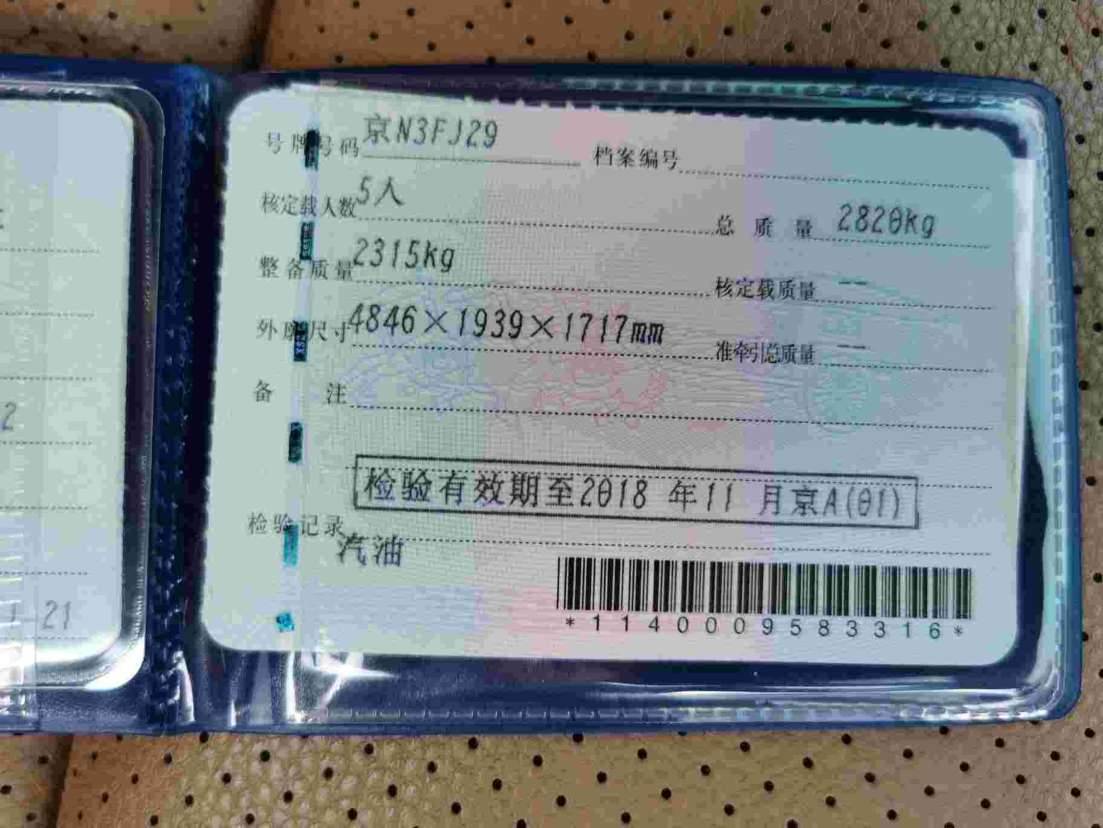 号牌号码 京N3FJ29 档案编号
核定载人数 5人 总质量 2820kg
整备质量 2315kg 核定载质量 --
外廓尺寸 4846×1939×1717mm 准牵引总质量 --
备注
检验有效期至2018 年11 月京A(01)
检验记录
汽油
*1140009583316*
2
21